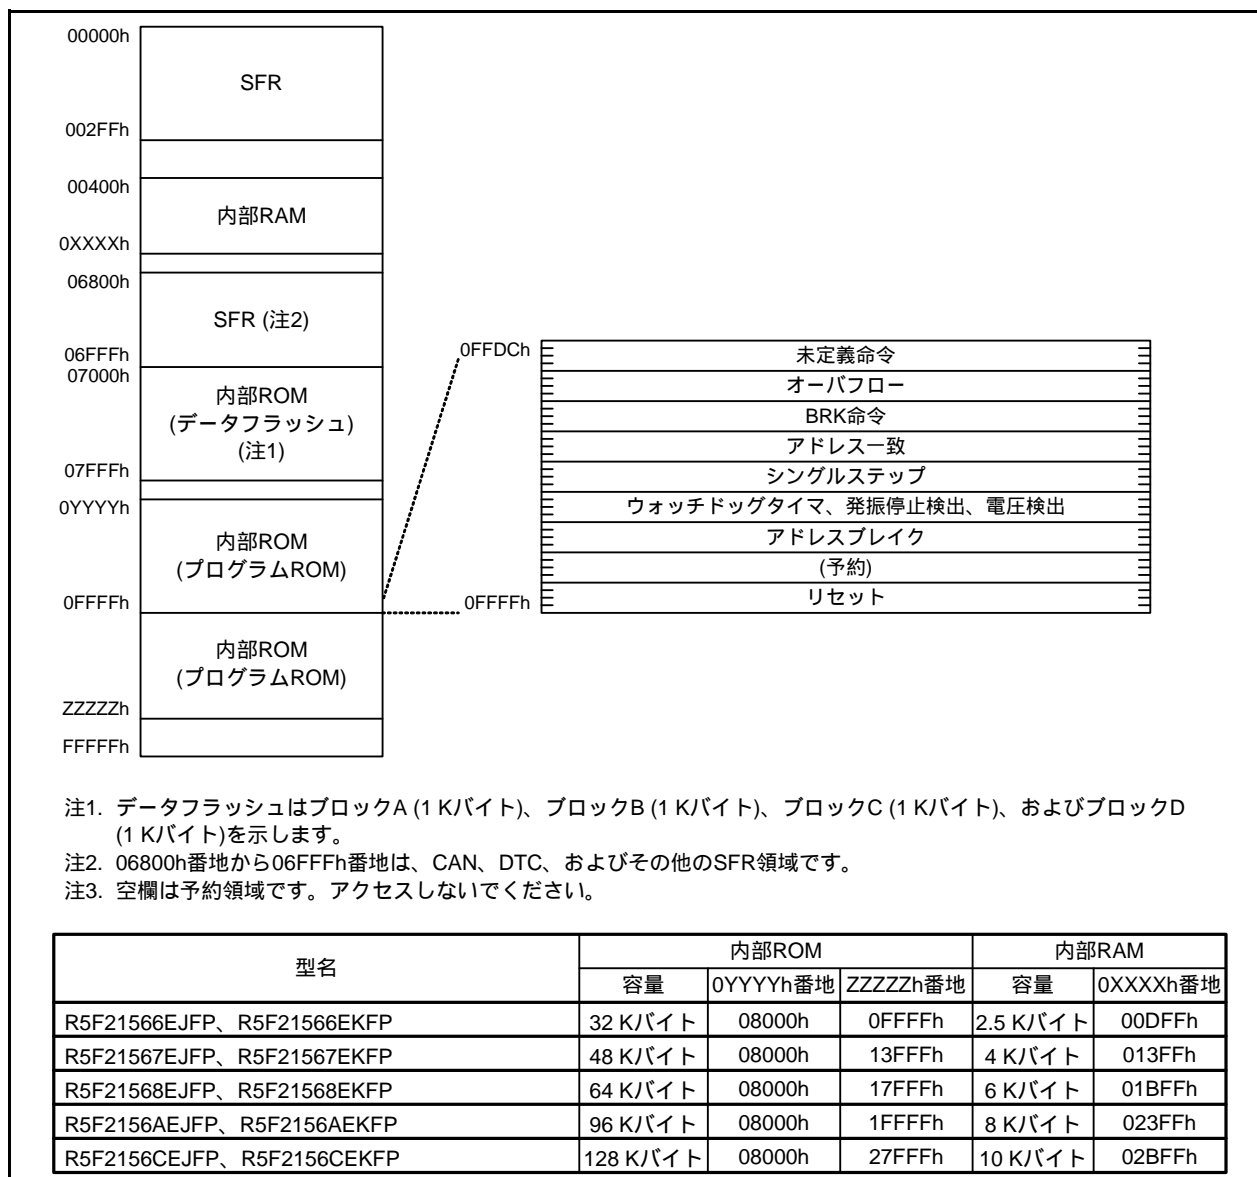 00000h
SFR
002FFh
00400h
内部RAM
0XXXXh
06800h
SFR (注2)
06FFFh
07000h
内部ROM
(データフラッシュ)
(注1)
07FFFh
0YYYYh
内部ROM
(プログラムROM)
0FFFFh
内部ROM
(プログラムROM)
ZZZZZh
FFFFFh
0FFDCh
未定義命令
オーバフロー
BRK命令
アドレス一致
シングルステップ
ウォッチドッグタイマ、発振停止検出、電圧検出
アドレスブレイク
(予約)
0FFFFh
リセット
注1. データフラッシュはブロックA (1 Kバイト)、ブロックB (1 Kバイト)、ブロックC (1 Kバイト)、およびブロックD
(1 Kバイト)を示します。
注2. 06800h番地から06FFFh番地は、CAN、DTC、およびその他のSFR領域です。
注3. 空欄は予約領域です。アクセスしないでください。
型名 内部ROM 内部RAM
容量 0YYYYh番地 ZZZZZh番地 容量 0XXXXh番地
R5F21566EJFP、R5F21566EKFP 32 Kバイト 08000h 0FFFFh 2.5 Kバイト 00DFFh
R5F21567EJFP、R5F21567EKFP 48 Kバイト 08000h 13FFFh 4 Kバイト 013FFh
R5F21568EJFP、R5F21568EKFP 64 Kバイト 08000h 17FFFh 6 Kバイト 01BFFh
R5F2156AEJFP、R5F2156AEKFP 96 Kバイト 08000h 1FFFFh 8 Kバイト 023FFh
R5F2156CEJFP、R5F2156CEKFP 128 Kバイト 08000h 27FFFh 10 Kバイト 02BFFh